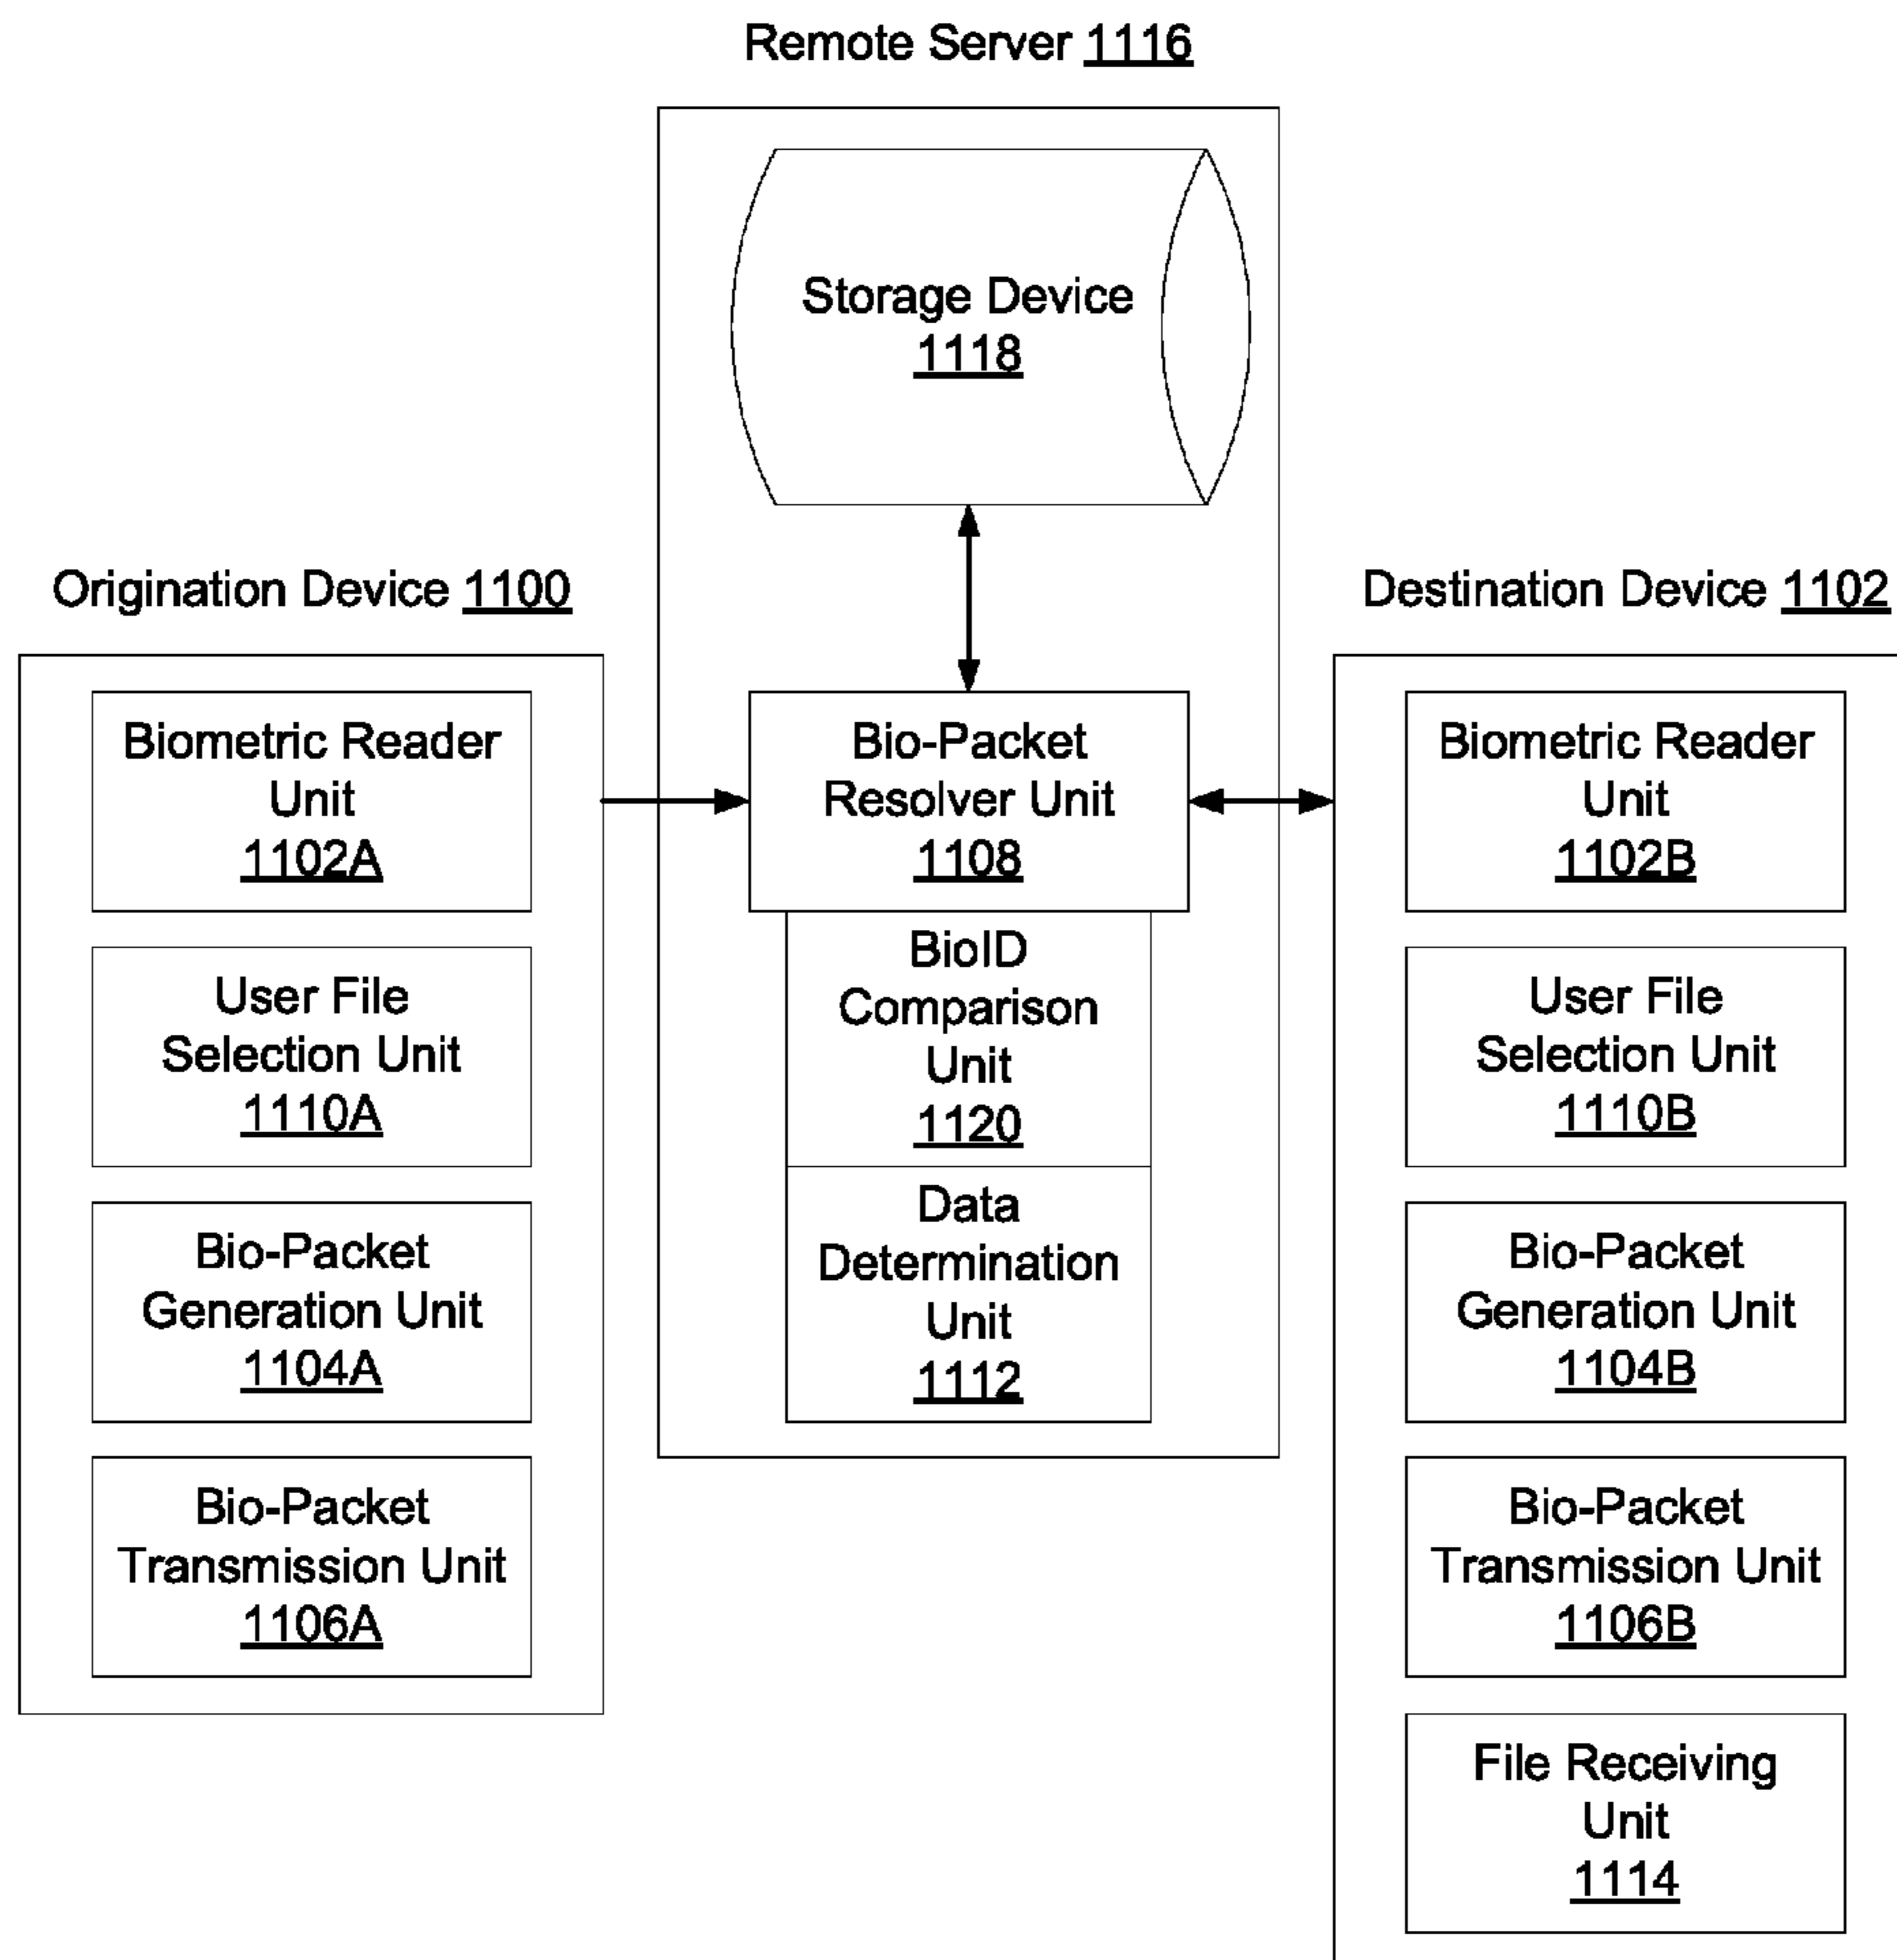 Remote Server 1116
Storage Device
1118
Origination Device 1100
Biometric Reader
Unit
1102A
User File
Selection Unit
1110A
Bio-Packet
Generation Unit
1104A
Bio-Packet
Transmission Unit
1106A
Bio-Packet
Resolver Unit
1108
BioID
Comparison
Unit
1120
Data
Determination
Unit
1112
Destination Device 1102
Biometric Reader
Unit
1102B
User File
Selection Unit
1110B
Bio-Packet
Generation Unit
1104B
Bio-Packet
Transmission Unit
1106B
File Receiving
Unit
1114